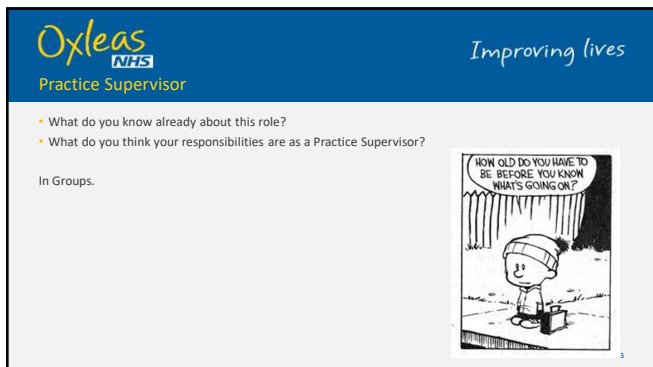 Oxleas
NHS
Improving lives
Practice Supervisor
• What do you know already about this role?
• What do you think your responsibilities are as a Practice Supervisor?
In Groups.
HOW OLD DO YOU HAVE TO
BE BEFORE YOU KNOW
WHAT'S GOING ON?
3